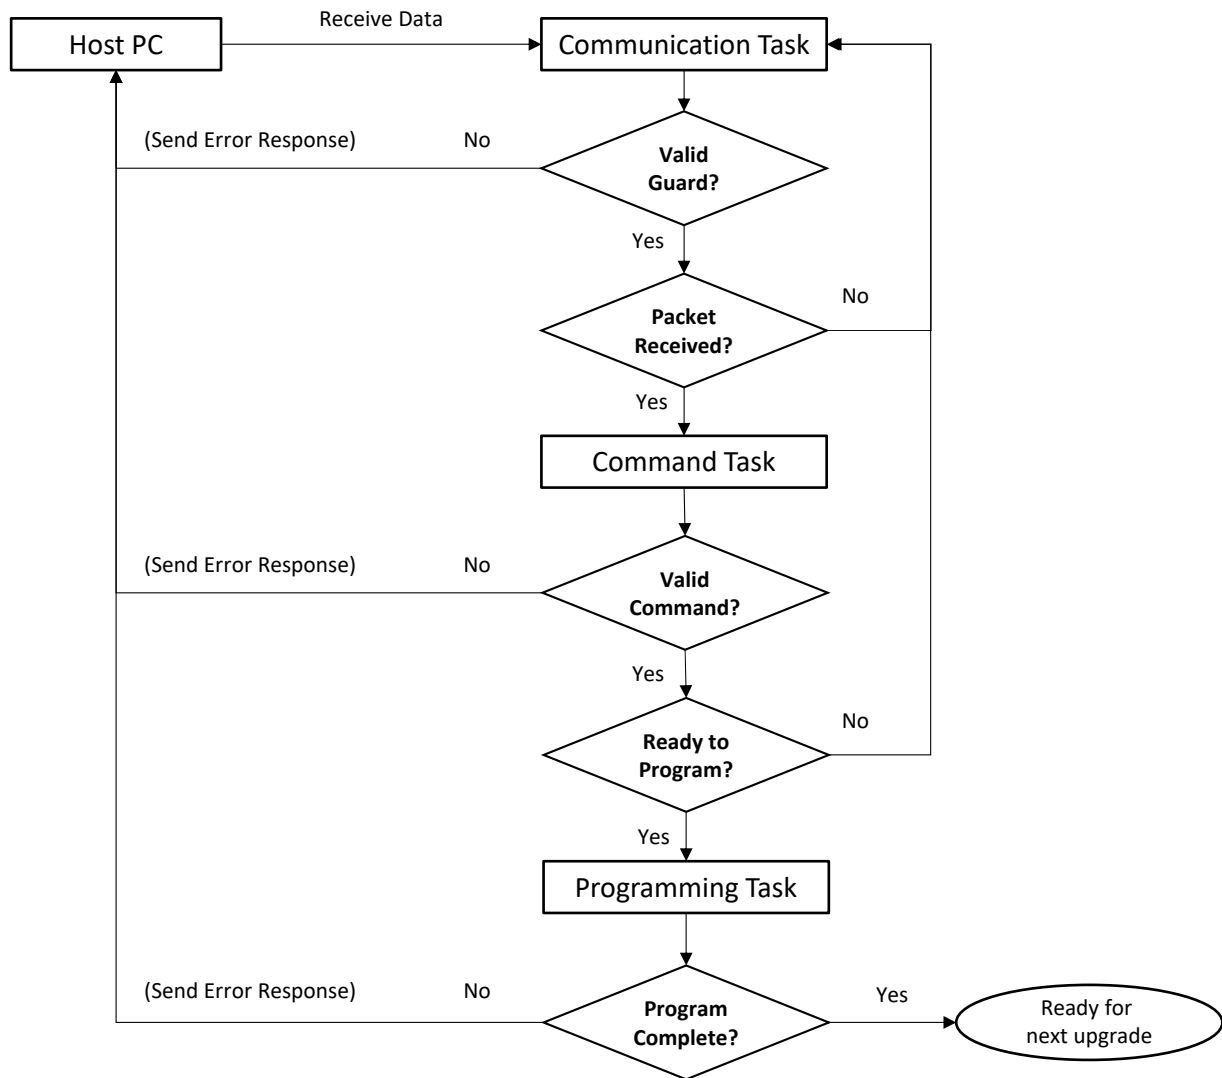 Receive Data
Host PC
Communication Task
(Send Error Response)
No
Valid
Guard?
Yes
No
Packet
Received?
Yes
Command Task
(Send Error Response)
No
Valid
Command?
Yes
No
Ready to
Program?
Yes
Programming Task
(Send Error Response)
No
Program
Complete?
Yes
Ready for
next upgrade